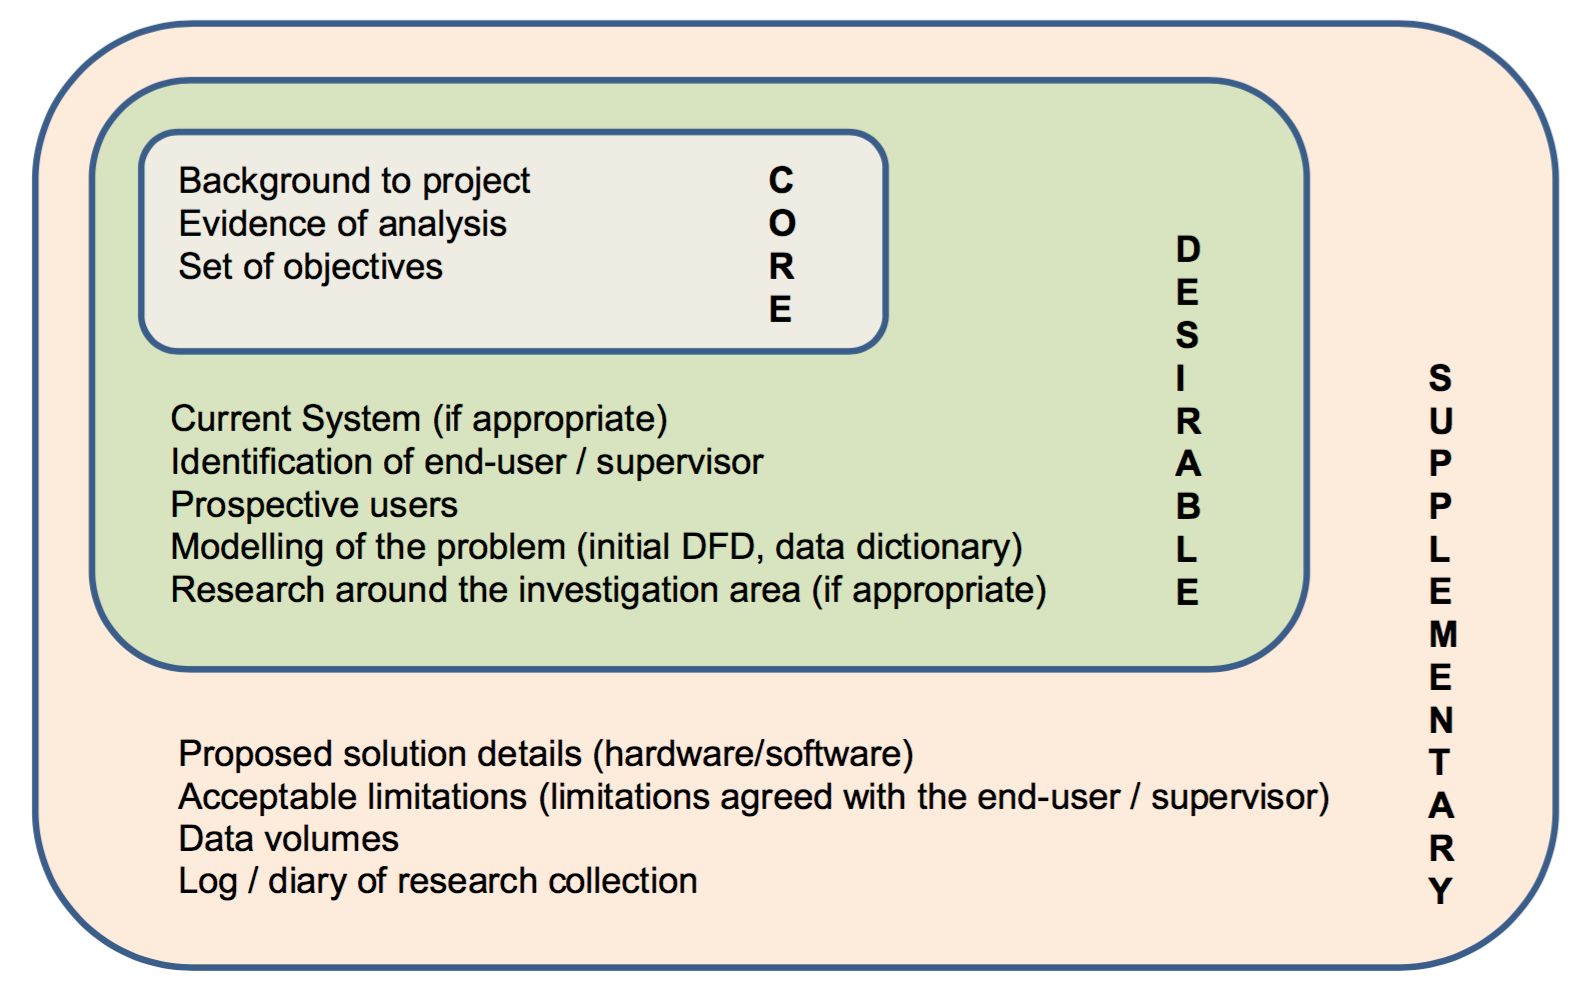 Background to project
Evidence of analysis
Set of objectives
CORE
Current System (if appropriate)
Identification of end-user / supervisor
Prospective users
Modelling of the problem (initial DFD, data dictionary)
Research around the investigation area (if appropriate)
DESIRABLE
Proposed solution details (hardware/software)
Acceptable limitations (limitations agreed with the end-user / supervisor)
Data volumes
Log / diary of research collection
SUPPLEMENTARY